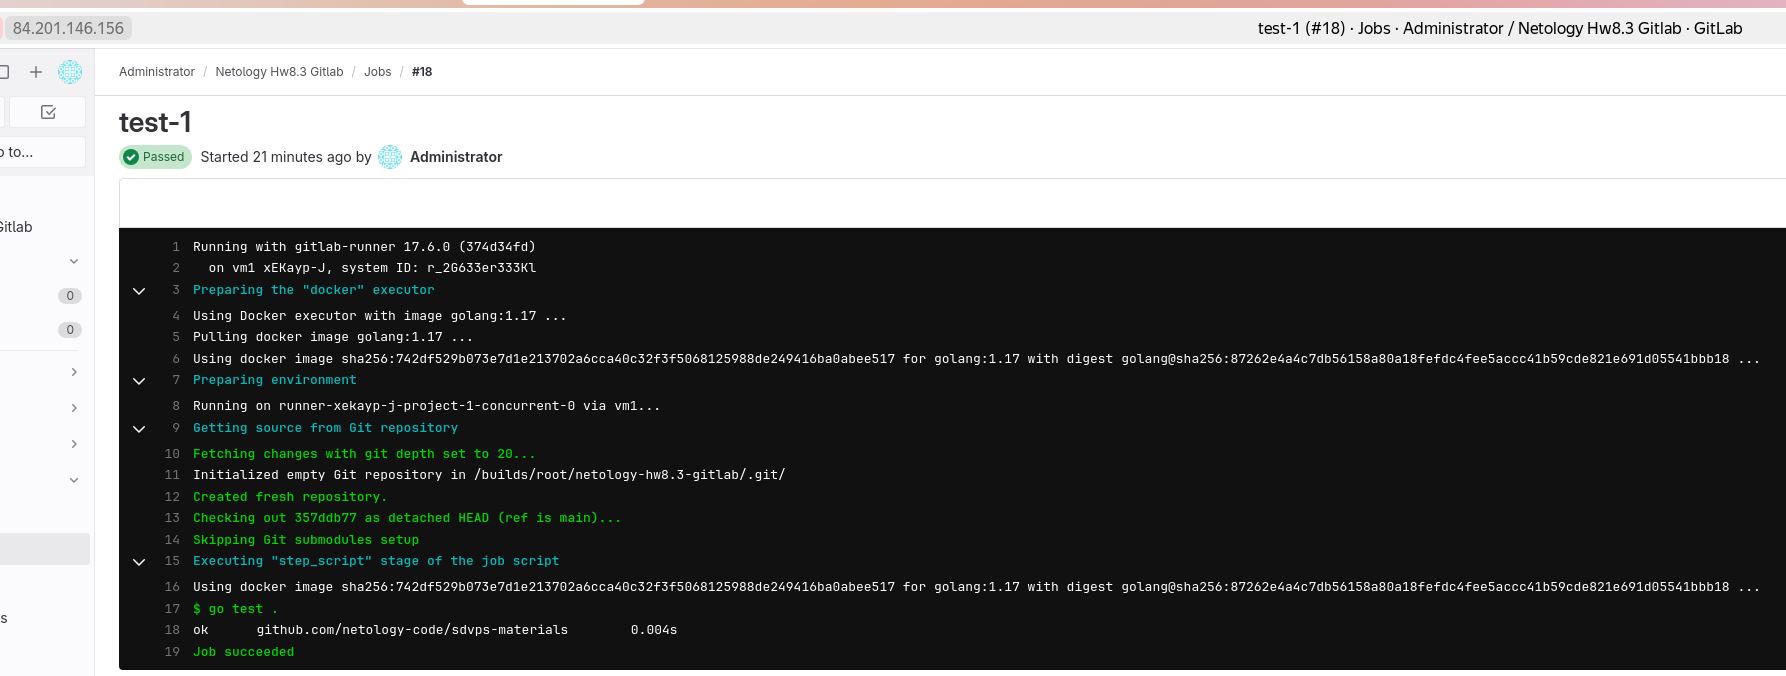 84.201.146.156
test-1 (#18) · Jobs · Administrator / Netology Hw8.3 Gitlab · GitLab
Administrator / Netology Hw8.3 Gitlab / Jobs / #18
test-1
to...
Passed Started 21 minutes ago by Administrator
Gitlab
0
0
s
1 Running with gitlab-runner 17.6.0 (374d34fd)
2 on vm1 xEKayp-J, system ID: r_2G633er333Kl
3 Preparing the "docker" executor
4 Using Docker executor with image golang:1.17 ...
5 Pulling docker image golang:1.17 ...
6 Using docker image sha256:742df529b073e7d1e213702a6cca40c32f3f5068125988de249416ba0abee517 for golang:1.17 with digest golang@sha256:87262e4a4c7db56158a80a18fefdc4fee5accc41b59cde821e691d05541bbb18 ...
7 Preparing environment
8 Running on runner-xekayp-j-project-1-concurrent-0 via vm1...
9 Getting source from Git repository
10 Fetching changes with git depth set to 20...
11 Initialized empty Git repository in /builds/root/netology-hw8.3-gitlab/.git/
12 Created fresh repository.
13 Checking out 357ddb77 as detached HEAD (ref is main)...
14 Skipping Git submodules setup
15 Executing "step_script" stage of the job script
16 Using docker image sha256:742df529b073e7d1e213702a6cca40c32f3f5068125988de249416ba0abee517 for golang:1.17 with digest golang@sha256:87262e4a4c7db56158a80a18fefdc4fee5accc41b59cde821e691d05541bbb18 ...
17 $ go test .
18 ok github.com/netology-code/sdvps-materials 0.004s
19 Job succeeded